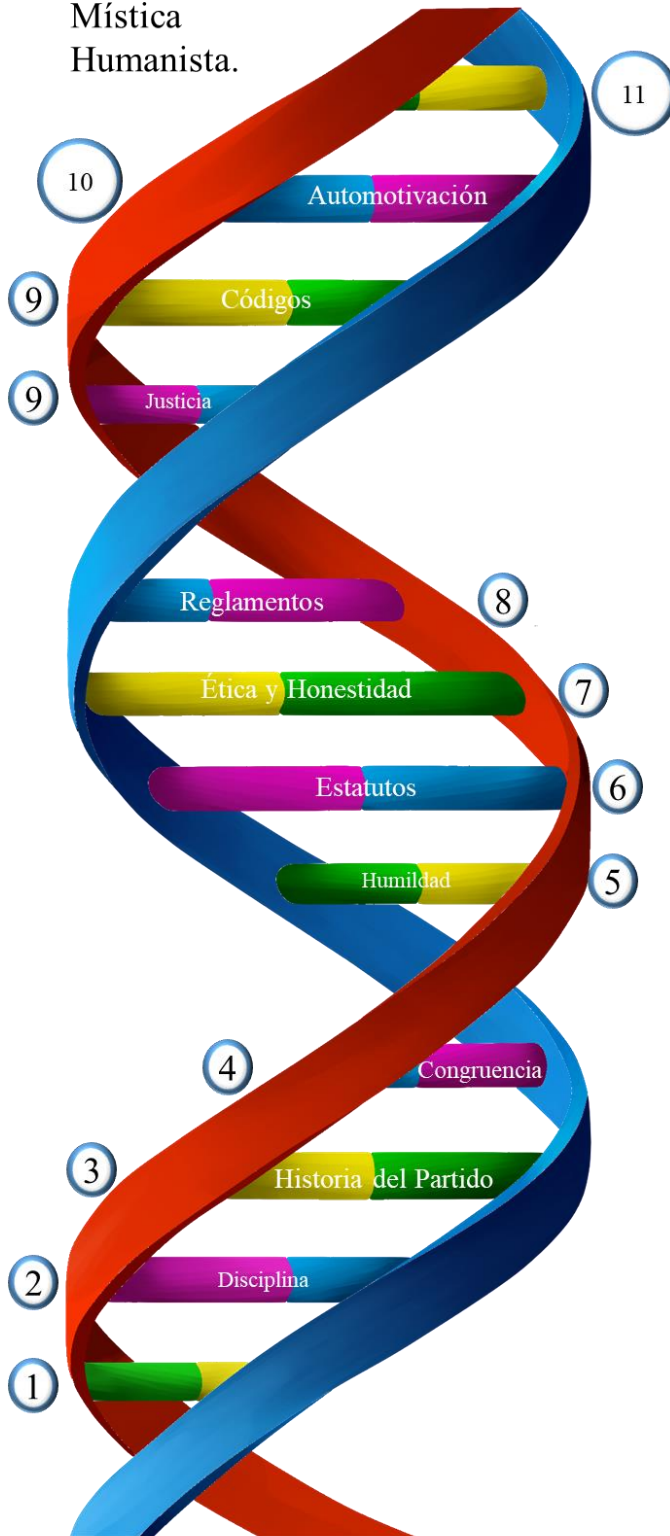 Mística
Humanista.
11
10
Automotivación
9
Códigos
9
Justicia
Reglamentos
8
Ética y Honestidad
7
Estatutos
6
Humildad
5
4
Congruencia
3
Historia del Partido
2
Disciplina
1